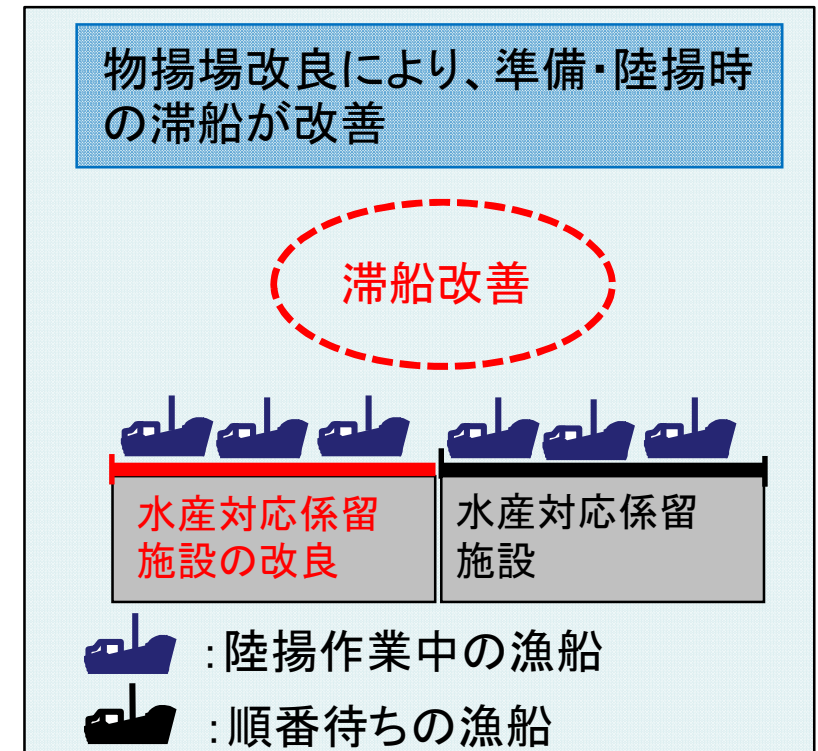 物揚場改良により、準備・陸揚時
の滞船が改善
滞船改善
水産対応係留
施設の改良
水産対応係留
施設
:陸揚作業中の漁船
:順番待ちの漁船